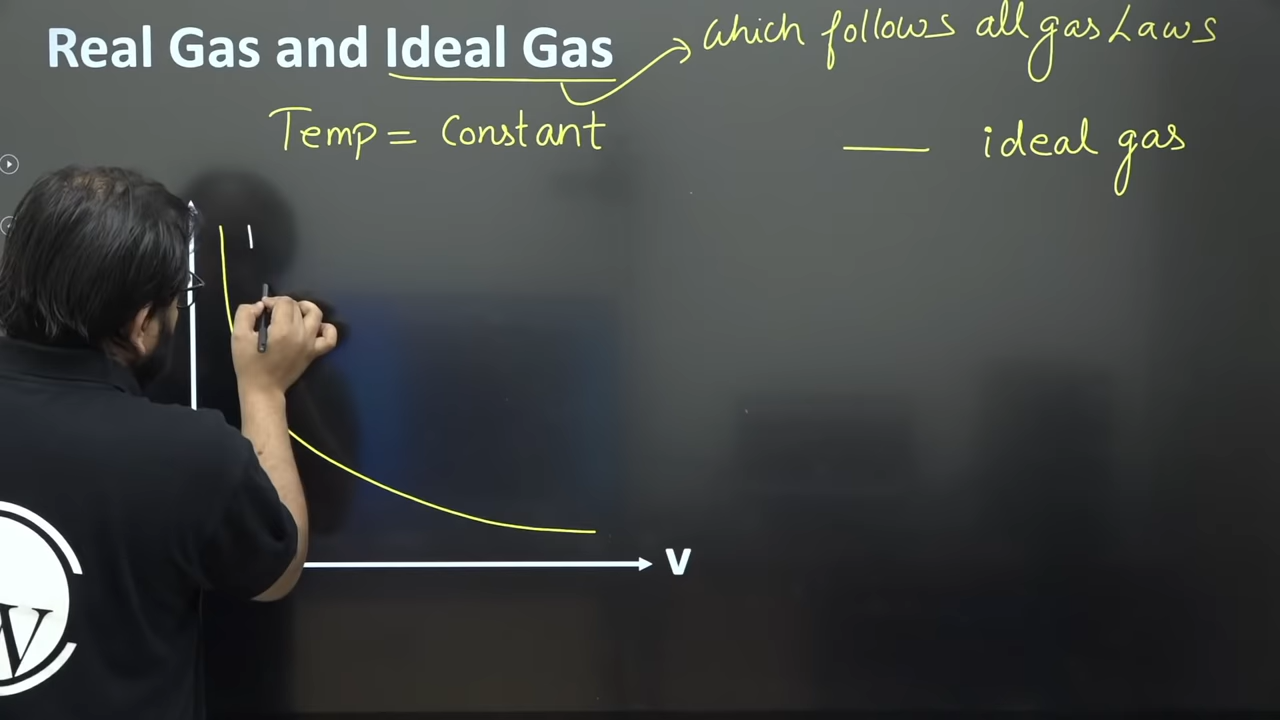 Real Gas and Ideal Gas
which follows all gas Laws
Temp = Constant
ideal gas
V
W